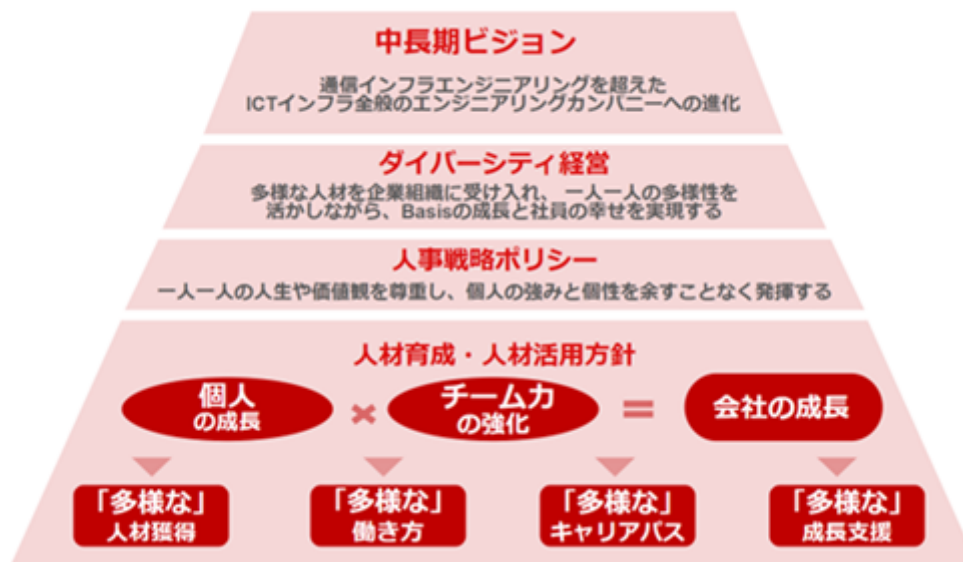 中長期ビジョン
通信インフラエンジニアリングを超えた
ICTインフラ全般のエンジニアリングカンパニーへの進化
ダイバーシティ経営
多様な人材を企業組織に受け入れ、一人一人の多様性を
活かしながら、Basisの成長と社員の幸せを実現する
人事戦略ポリシー
一人一人の人生や価値観を尊重し、個人の強みと個性を余すことなく発揮する
人材育成・人材活用方針
個人
の成長
×
チーム力
の強化
=
会社の成長
「多様な」
人材獲得
「多様な」
働き方
「多様な」
キャリアパス
「多様な」
成長支援